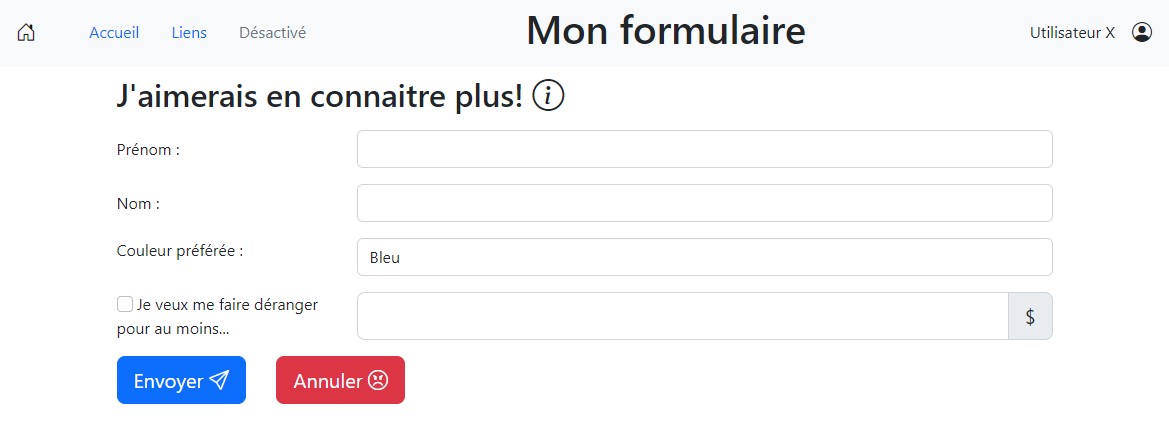 Accueil Liens Désactivé Mon formulaire Utilisateur X
J'aimerais en connaitre plus!
Prénom :
Nom :
Couleur préférée : Bleu
Je veux me faire déranger
pour au moins... $
Envoyer Annuler